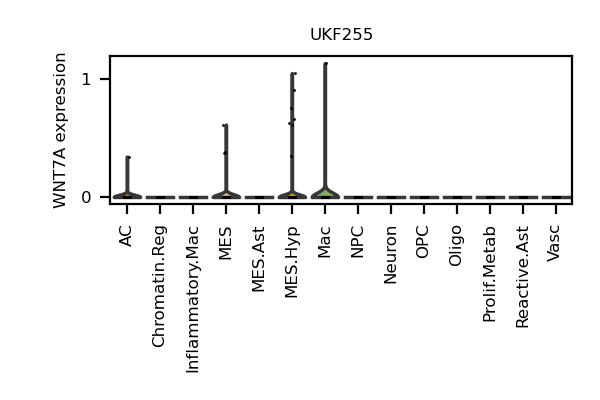 UKF255
WNT7A expression
1
0
AC
Chromatin.Reg
Inflammatory.Mac
MES
MES.Ast
MES.Hyp
Mac
NPC
Neuron
OPC
Oligo
Prolif.Metab
Reactive.Ast
Vasc